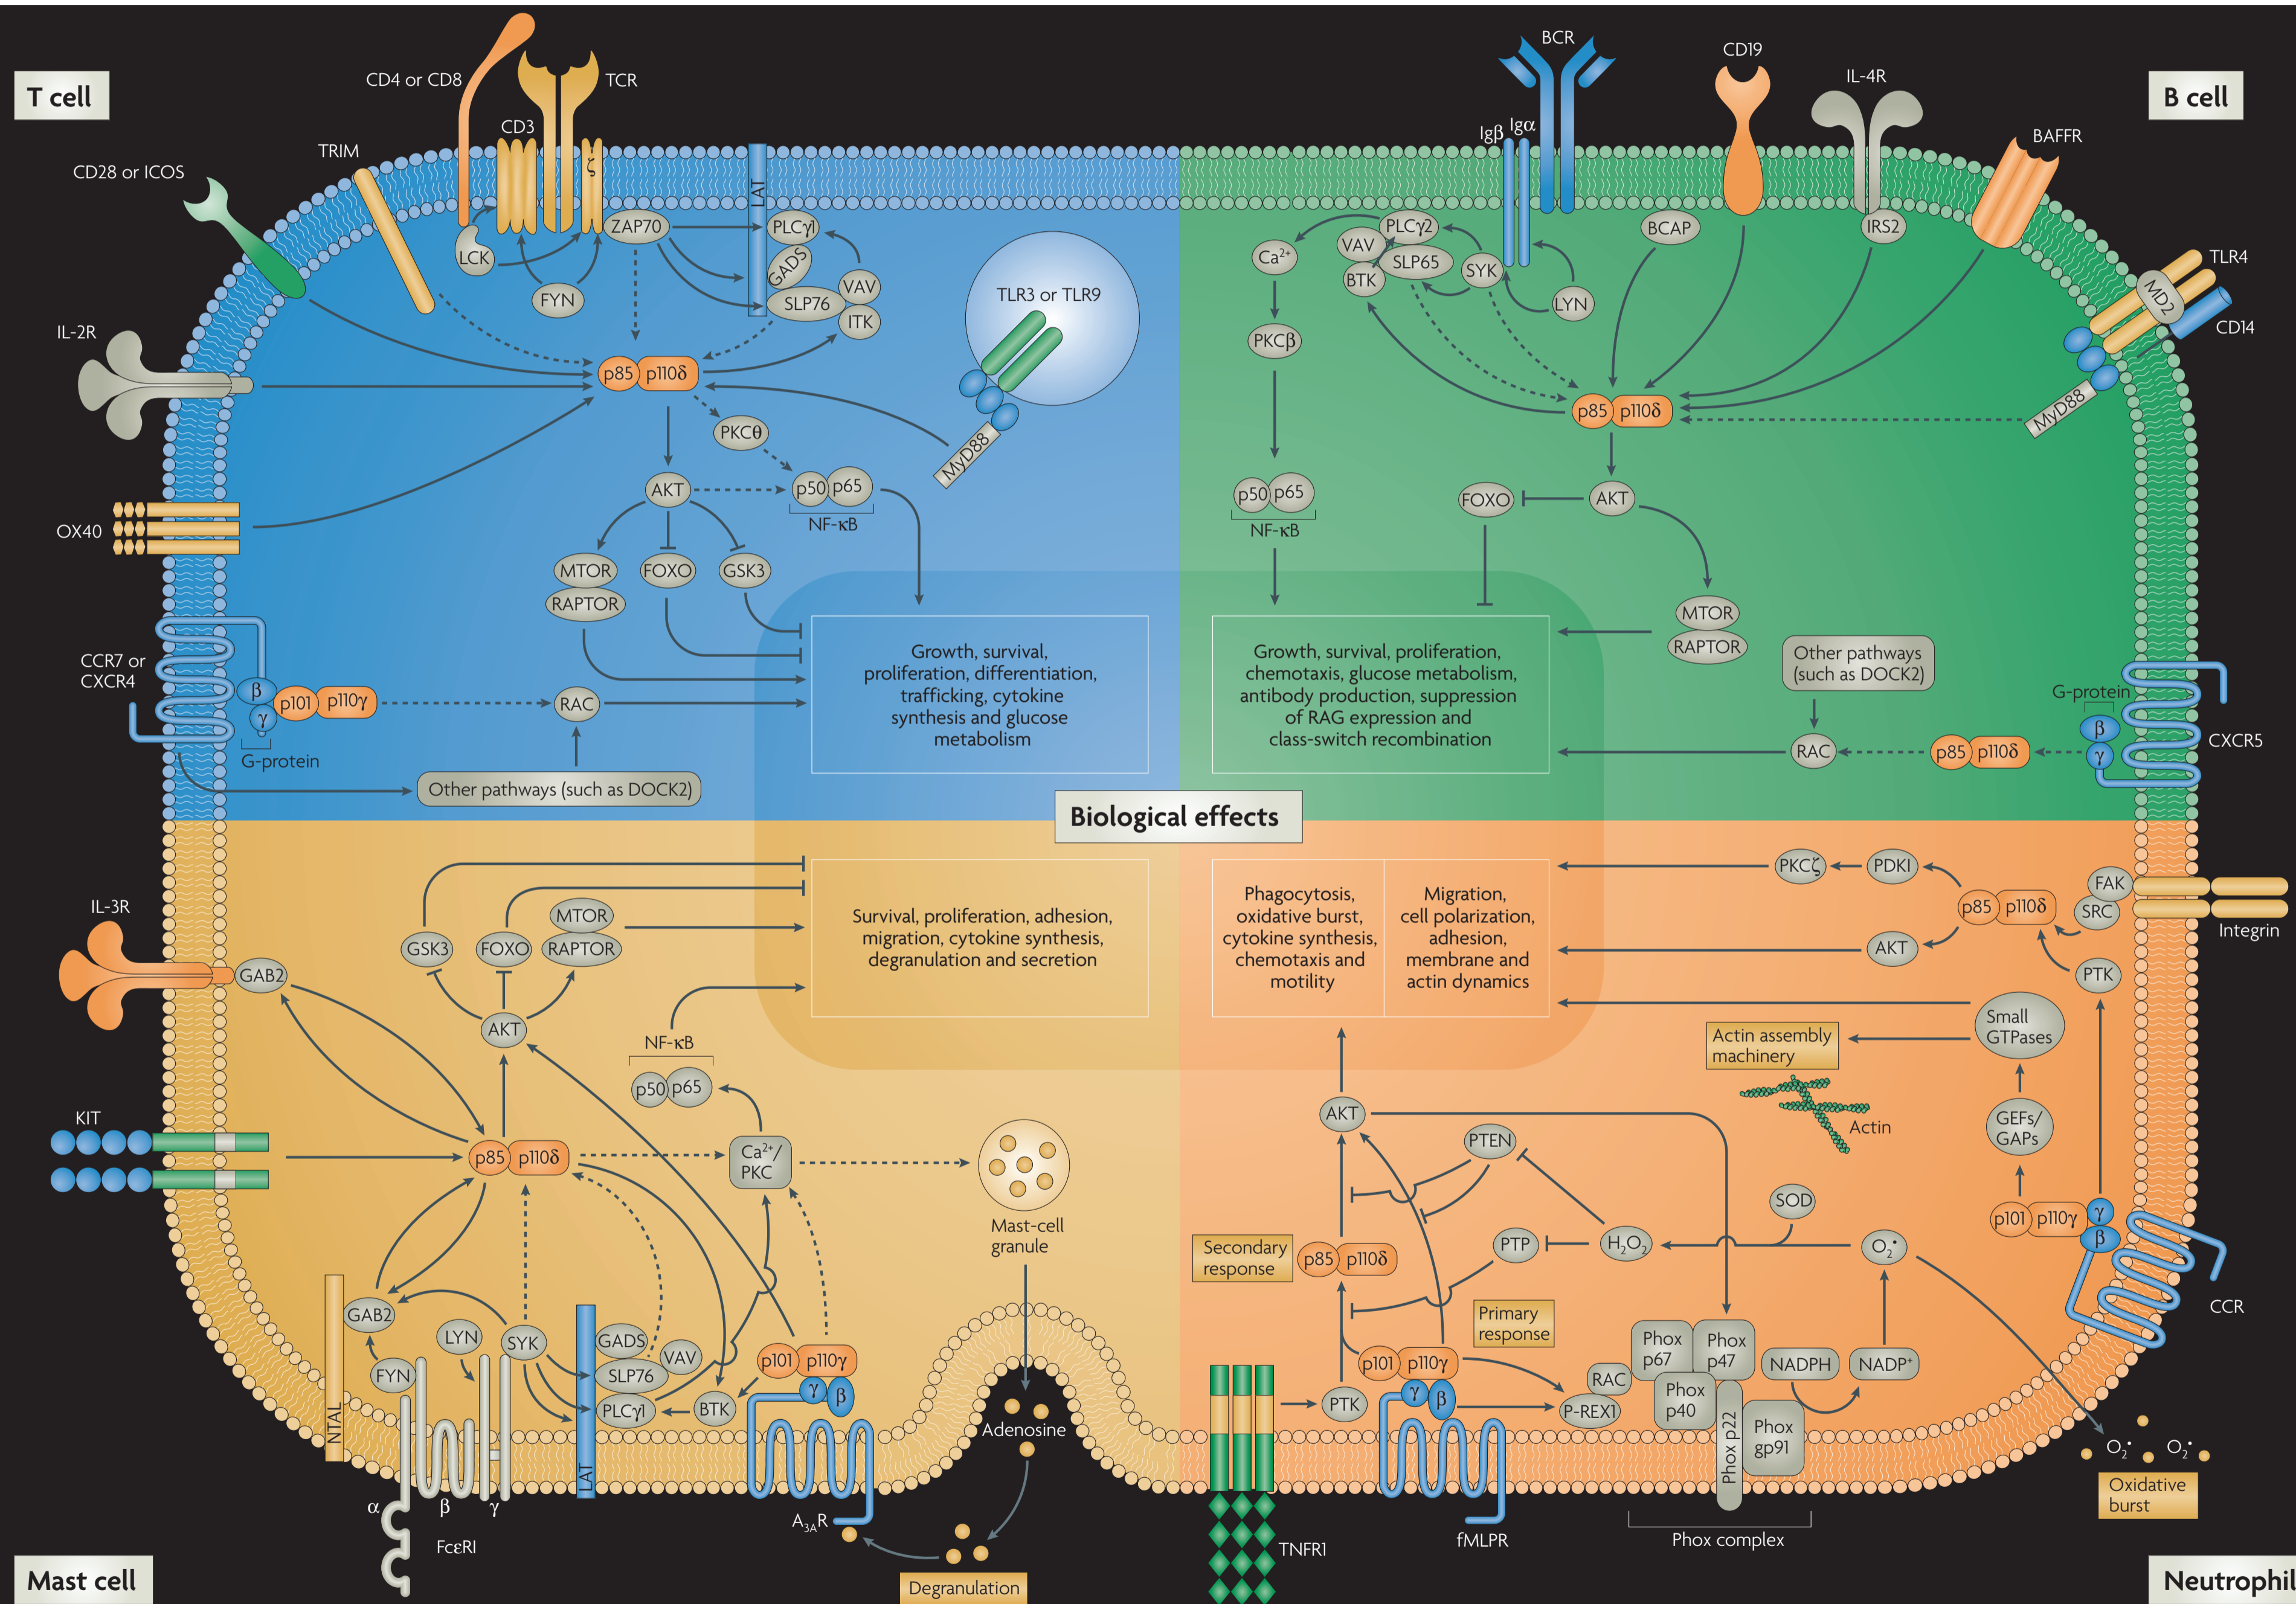 T cell
CD4 or CD8
TCR
CD3
ζ
TRIM
CD28 or ICOS
LCK
ZAP70
FYN
LAT
PLCγ1
GADS
SLP76
VAV
ITK
TLR3 or TLR9
MyD88
IL-2R
p85
p110δ
PKCθ
AKT
p50
p65
NF-κB
OX40
MTOR
RAPTOR
FOXO
GSK3
CCR7 or
CXCR4
β
γ
p101
p110γ
G-protein
RAC
Other pathways (such as DOCK2)
Growth, survival,
proliferation, differentiation,
trafficking, cytokine
synthesis and glucose
metabolism
B cell
BCR
CD19
IL-4R
BAFFR
Igβ
Igα
TLR4
MD2
CD14
MyD88
Ca²⁺
PLCγ2
VAV
SLP65
BTK
SYK
LYN
BCAP
IRS2
PKCβ
p85
p110δ
p50
p65
NF-κB
FOXO
AKT
MTOR
RAPTOR
Other pathways
(such as DOCK2)
G-protein
β
γ
CXCR5
RAC
p85
p110δ
Growth, survival, proliferation,
chemotaxis, glucose metabolism,
antibody production, suppression
of RAG expression and
class-switch recombination
Biological effects
IL-3R
GAB2
GSK3
FOXO
MTOR
RAPTOR
AKT
NF-κB
p50
p65
Survival, proliferation, adhesion,
migration, cytokine synthesis,
degranulation and secretion
KIT
p85
p110δ
Ca²⁺/
PKC
Mast-cell
granule
GAB2
LYN
SYK
FYN
NTAL
LAT
GADS
SLP76
VAV
PLCγ1
BTK
p101
p110γ
γ
β
Adenosine
α
β
γ
FcεRI
A₃ₐR
Degranulation
Mast cell
Phagocytosis,
oxidative burst,
cytokine synthesis,
chemotaxis and
motility
Migration,
cell polarization,
adhesion,
membrane and
actin dynamics
PKCζ
PDK1
FAK
SRC
Integrin
p85
p110δ
AKT
PTK
Small
GTPases
Actin assembly
machinery
Actin
GEFs/
GAPs
AKT
PTEN
SOD
p101
p110γ
γ
β
CCR
Secondary
response
p85
p110δ
PTP
H₂O₂
O₂•
Primary
response
p101
p110γ
γ
β
PTK
RAC
P-REX1
Phox
p67
Phox
p47
Phox
p40
Phox p22
Phox
gp91
NADPH
NADP⁺
O₂•
O₂•
Oxidative
burst
TNFR1
fMLPR
Phox complex
Neutrophil